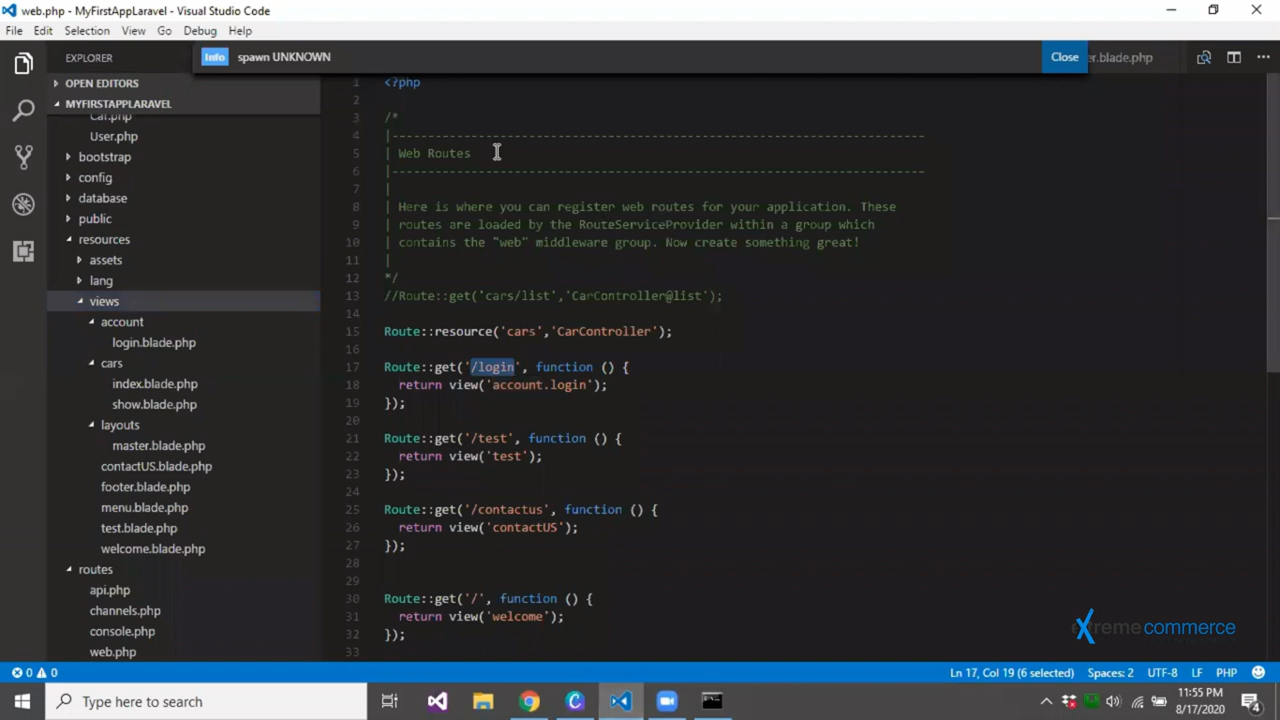 web.php - MyFirstAppLaravel - Visual Studio Code
File Edit Selection View Go Debug Help
EXPLORER
Info spawn UNKNOWN Close
er.blade.php
OPEN EDITORS
MYFIRSTAPPLARAVEL
Car.php
User.php
bootstrap
config
database
public
resources
assets
lang
views
account
login.blade.php
cars
index.blade.php
show.blade.php
layouts
master.blade.php
contactUS.blade.php
footer.blade.php
menu.blade.php
test.blade.php
welcome.blade.php
routes
api.php
channels.php
console.php
web.php
1 <?php
2
3 /*
4 |--------------------------------------------------------------------------
5 | Web Routes
6 |--------------------------------------------------------------------------
7 |
8 | Here is where you can register web routes for your application. These
9 | routes are loaded by the RouteServiceProvider within a group which
10 | contains the "web" middleware group. Now create something great!
11 |
12 */
13 //Route::get('cars/list','CarController@list');
14
15 Route::resource('cars','CarController');
16
17 Route::get('/login', function () {
18 return view('account.login');
19 });
20
21 Route::get('/test', function () {
22 return view('test');
23 });
24
25 Route::get('/contactus', function () {
26 return view('contactUS');
27 });
28
29
30 Route::get('/', function () {
31 return view('welcome');
32 });
33
extreme commerce
0 0 Ln 17, Col 19 (6 selected) Spaces: 2 UTF-8 LF PHP
Type here to search
11:55 PM
8/17/2020
4